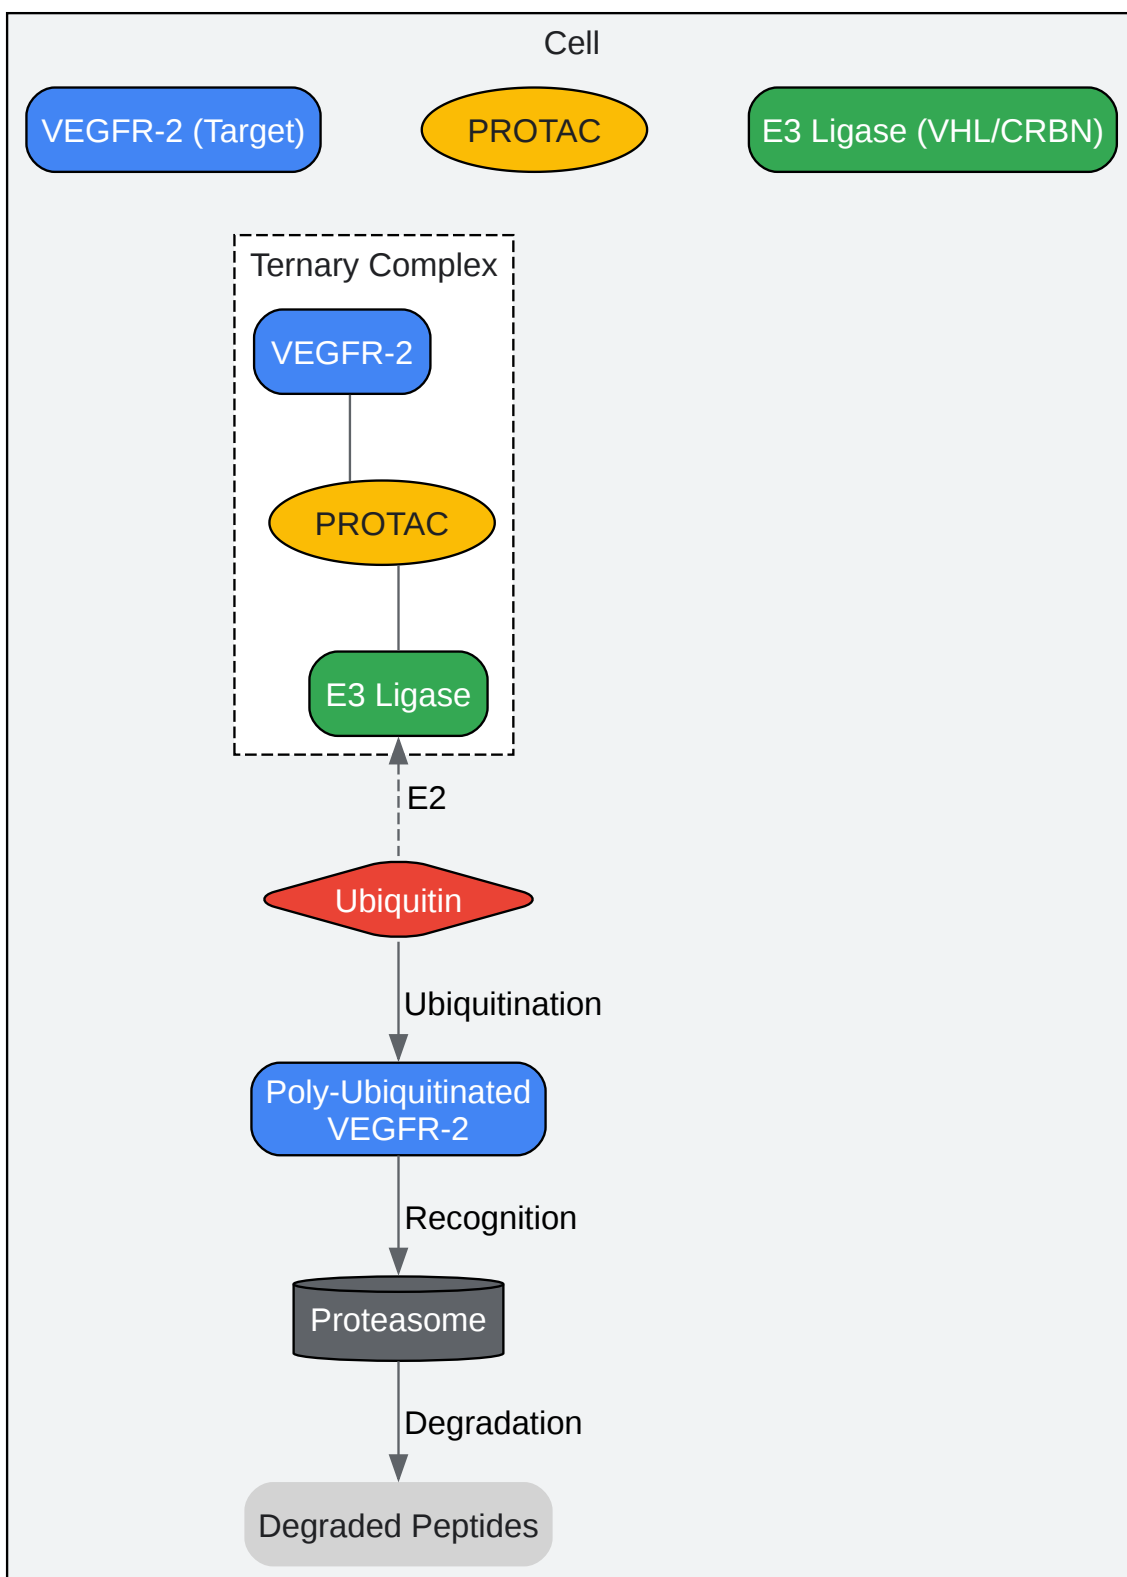 Cell
VEGFR-2 (Target)
PROTAC
E3 Ligase (VHL/CRBN)
Ternary Complex
VEGFR-2
PROTAC
E3 Ligase
E2
Ubiquitin
Ubiquitination
Poly-Ubiquitinated
VEGFR-2
Recognition
Proteasome
Degradation
Degraded Peptides